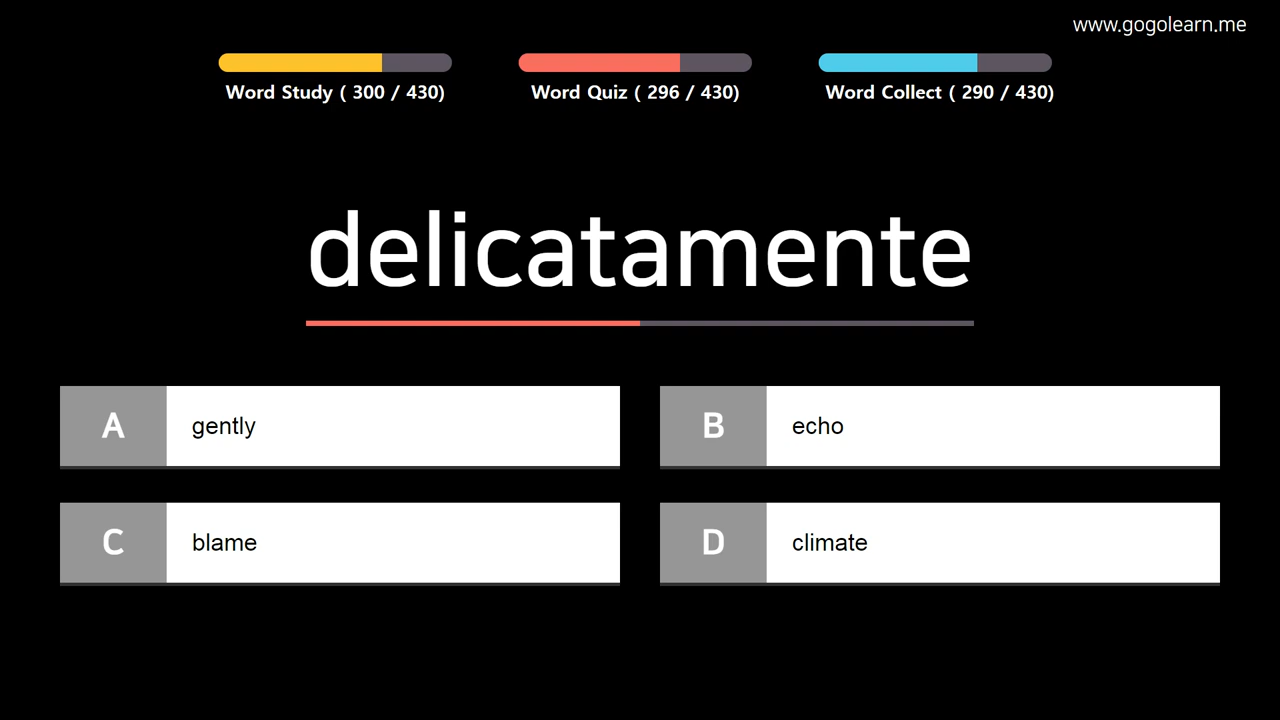 www.gogolearn.me
Word Study ( 300 / 430)
Word Quiz ( 296 / 430)
Word Collect ( 290 / 430)
delicatamente
A gently
B echo
C blame
D climate